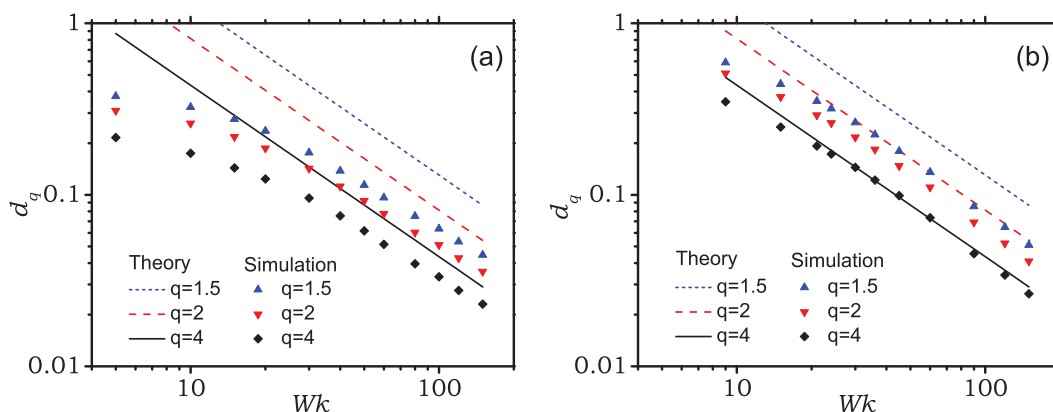 1
0.1
0.01
d_q
10
100
Wk
(a)
Theory
Simulation
q=1.5
q=1.5
q=2
q=2
q=4
q=4
1
0.1
0.01
d_q
10
100
Wk
(b)
Theory
Simulation
q=1.5
q=1.5
q=2
q=2
q=4
q=4